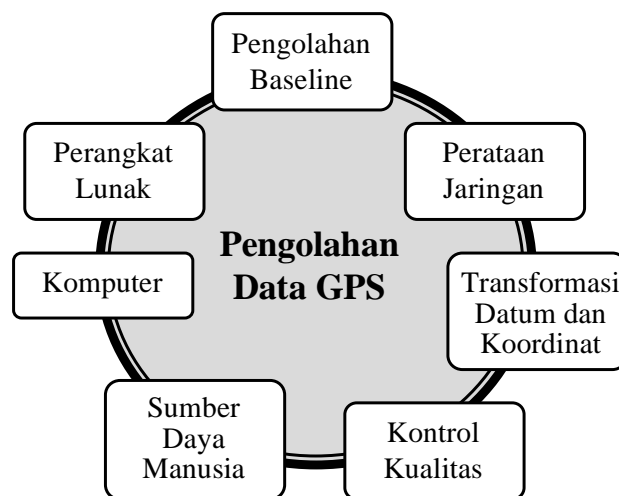 Pengolahan
Baseline
Perangkat
Lunak
Perataan
Jaringan
Pengolahan
Data GPS
Komputer
Transformasi
Datum dan
Koordinat
Sumber
Daya
Manusia
Kontrol
Kualitas